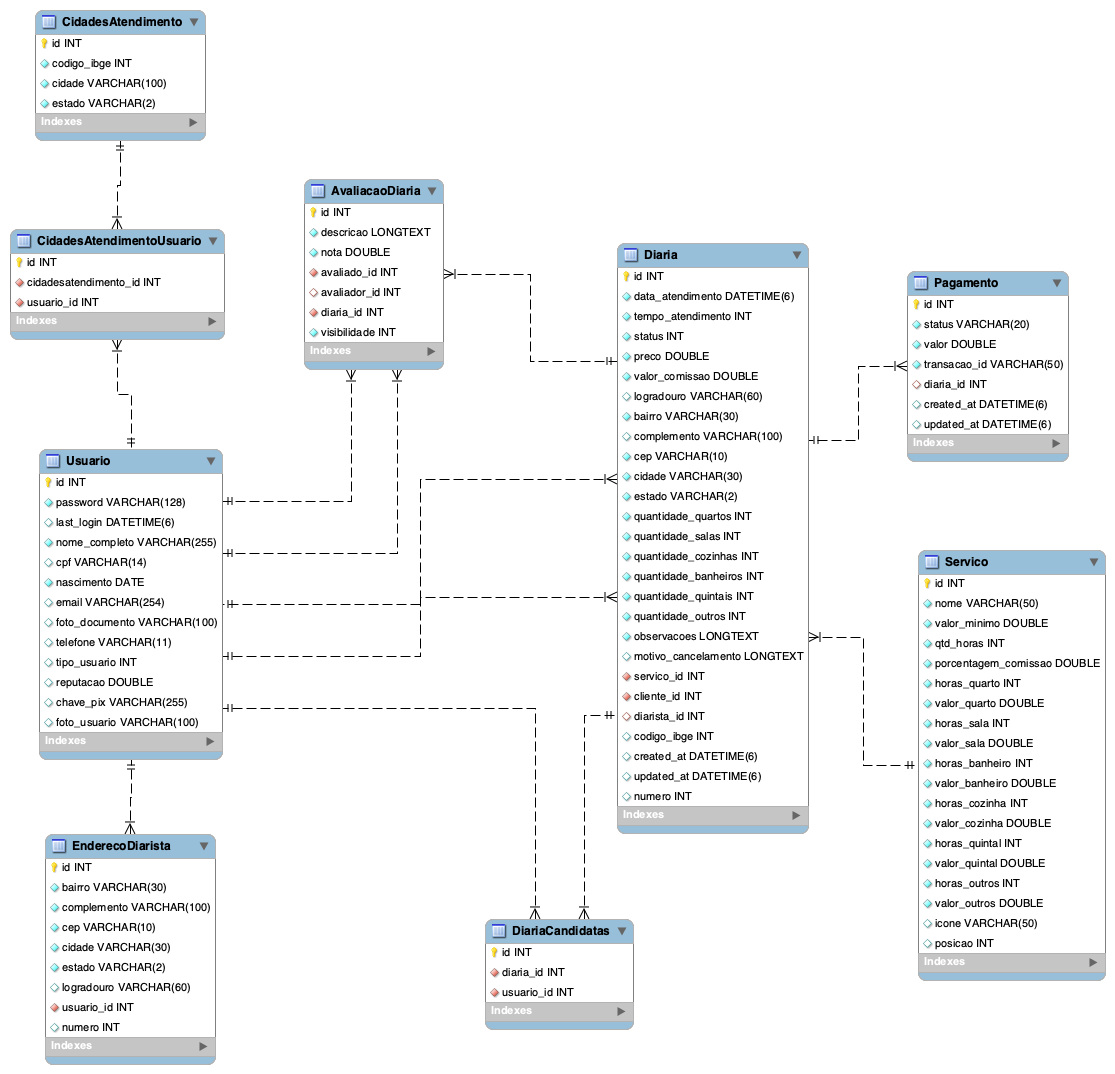 CidadesAtendimento
id INT
codigo_ibge INT
cidade VARCHAR(100)
estado VARCHAR(2)
Indexes
CidadesAtendimentoUsuario
id INT
cidadesatendimento_id INT
usuario_id INT
Indexes
AvaliacaoDiaria
id INT
descricao LONGTEXT
nota DOUBLE
avaliado_id INT
avaliador_id INT
diaria_id INT
visibilidade INT
Indexes
Diaria
id INT
data_atendimento DATETIME(6)
tempo_atendimento INT
status INT
preco DOUBLE
valor_comissao DOUBLE
logradouro VARCHAR(60)
bairro VARCHAR(30)
complemento VARCHAR(100)
cep VARCHAR(10)
cidade VARCHAR(30)
estado VARCHAR(2)
quantidade_quartos INT
quantidade_salas INT
quantidade_cozinhas INT
quantidade_banheiros INT
quantidade_quintais INT
quantidade_outros INT
observacoes LONGTEXT
motivo_cancelamento LONGTEXT
servico_id INT
cliente_id INT
diarista_id INT
codigo_ibge INT
created_at DATETIME(6)
updated_at DATETIME(6)
numero INT
Indexes
Pagamento
id INT
status VARCHAR(20)
valor DOUBLE
transacao_id VARCHAR(50)
diaria_id INT
created_at DATETIME(6)
updated_at DATETIME(6)
Indexes
Usuario
id INT
password VARCHAR(128)
last_login DATETIME(6)
nome_completo VARCHAR(255)
cpf VARCHAR(14)
nascimento DATE
email VARCHAR(254)
foto_documento VARCHAR(100)
telefone VARCHAR(11)
tipo_usuario INT
reputacao DOUBLE
chave_pix VARCHAR(255)
foto_usuario VARCHAR(100)
Indexes
Servico
id INT
nome VARCHAR(50)
valor_minimo DOUBLE
qtd_horas INT
porcentagem_comissao DOUBLE
horas_quarto INT
valor_quarto DOUBLE
horas_sala INT
valor_sala DOUBLE
horas_banheiro INT
valor_banheiro DOUBLE
horas_cozinha INT
valor_cozinha DOUBLE
horas_quintal INT
valor_quintal DOUBLE
horas_outros INT
valor_outros DOUBLE
icone VARCHAR(50)
posicao INT
Indexes
EnderecoDiarista
id INT
bairro VARCHAR(30)
complemento VARCHAR(100)
cep VARCHAR(10)
cidade VARCHAR(30)
estado VARCHAR(2)
logradouro VARCHAR(60)
usuario_id INT
numero INT
Indexes
DiariaCandidatas
id INT
diaria_id INT
usuario_id INT
Indexes